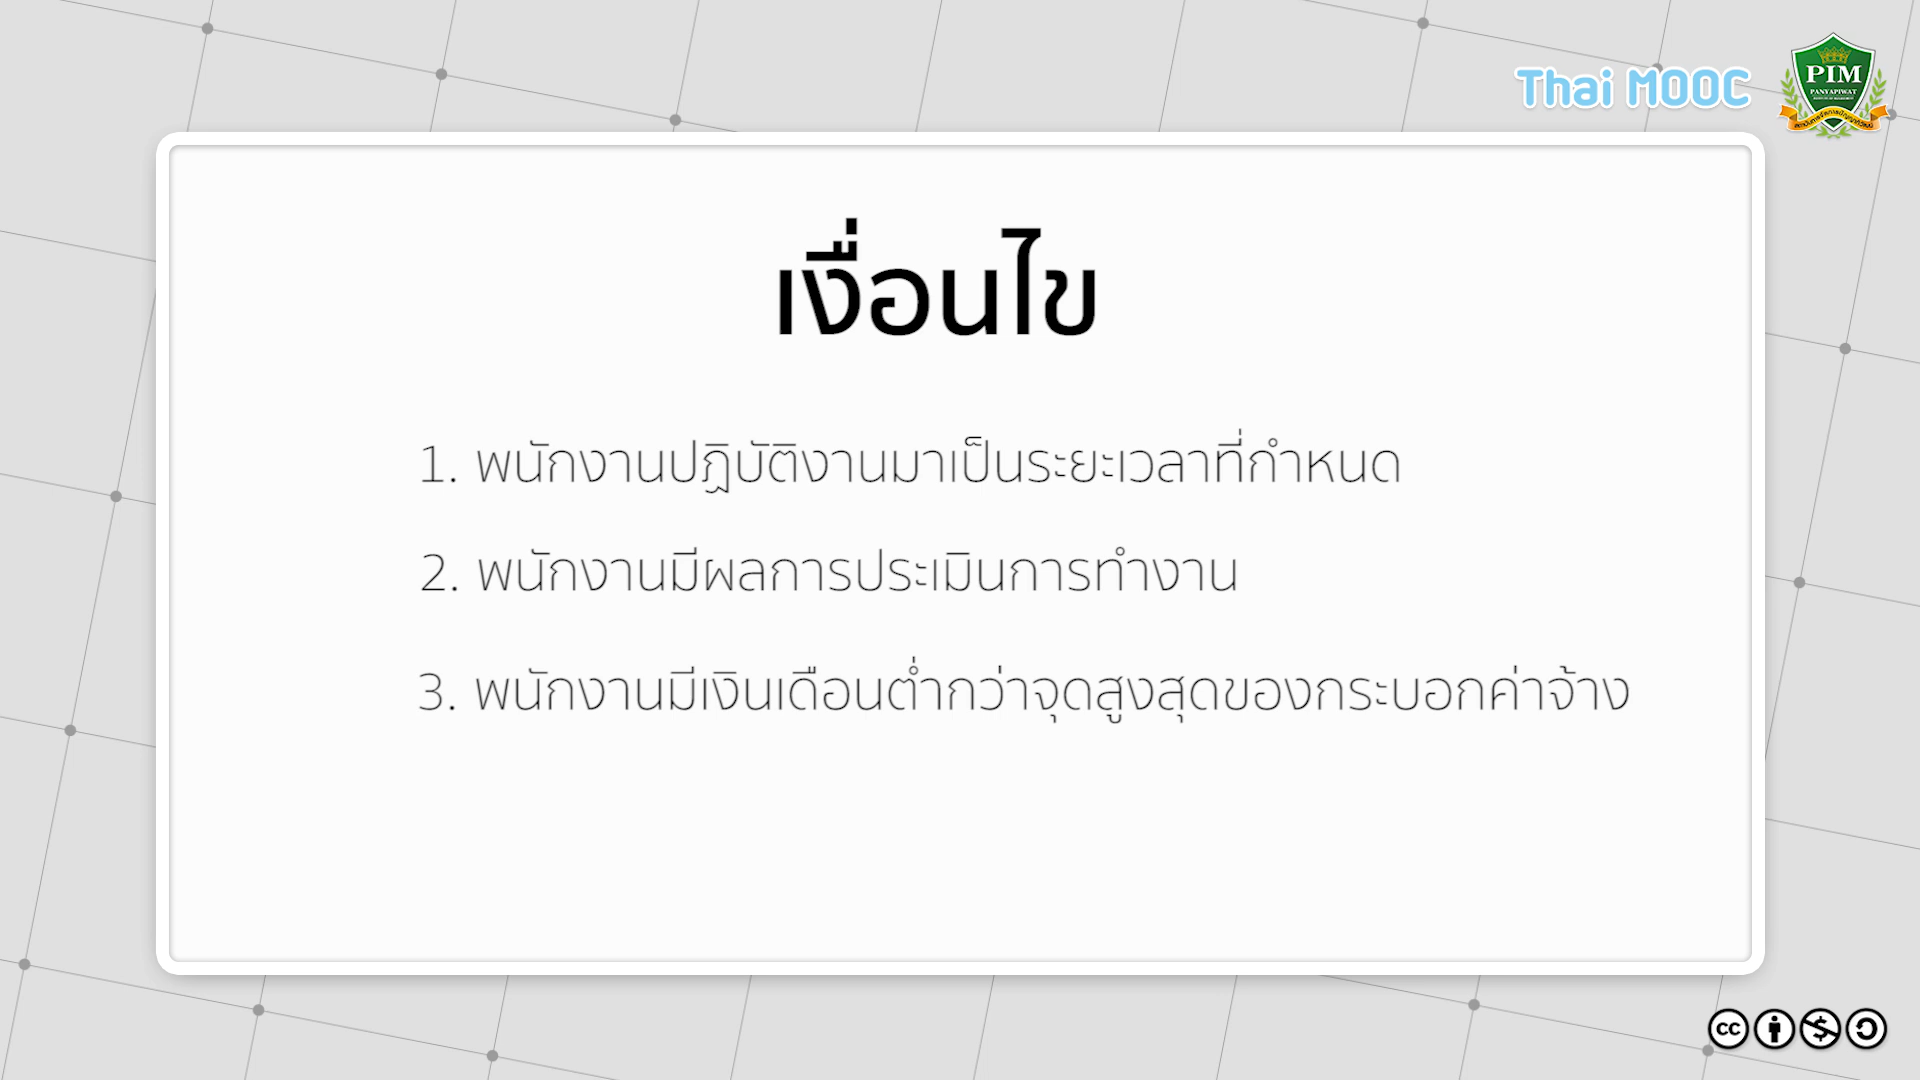 Thai MOOC
PIM
PANYAPIWAT
เงื่อนไข
1. พนักงานปฏิบัติงานมาเป็นระยะเวลาที่กำหนด
2. พนักงานมีผลการประเมินการทำงาน
3. พนักงานมีเงินเดือนต่ำกว่าจุดสูงสุดของกระบอกค่าจ้าง
cc